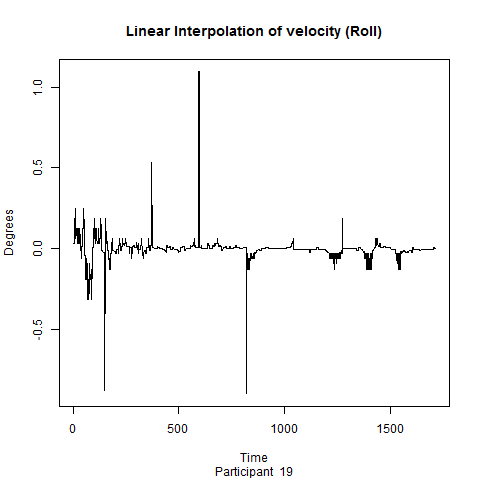 Linear Interpolation of velocity (Roll)
1.0
0.5
0.0
-0.5
Degrees
0 500 1000 1500
Time
Participant 19